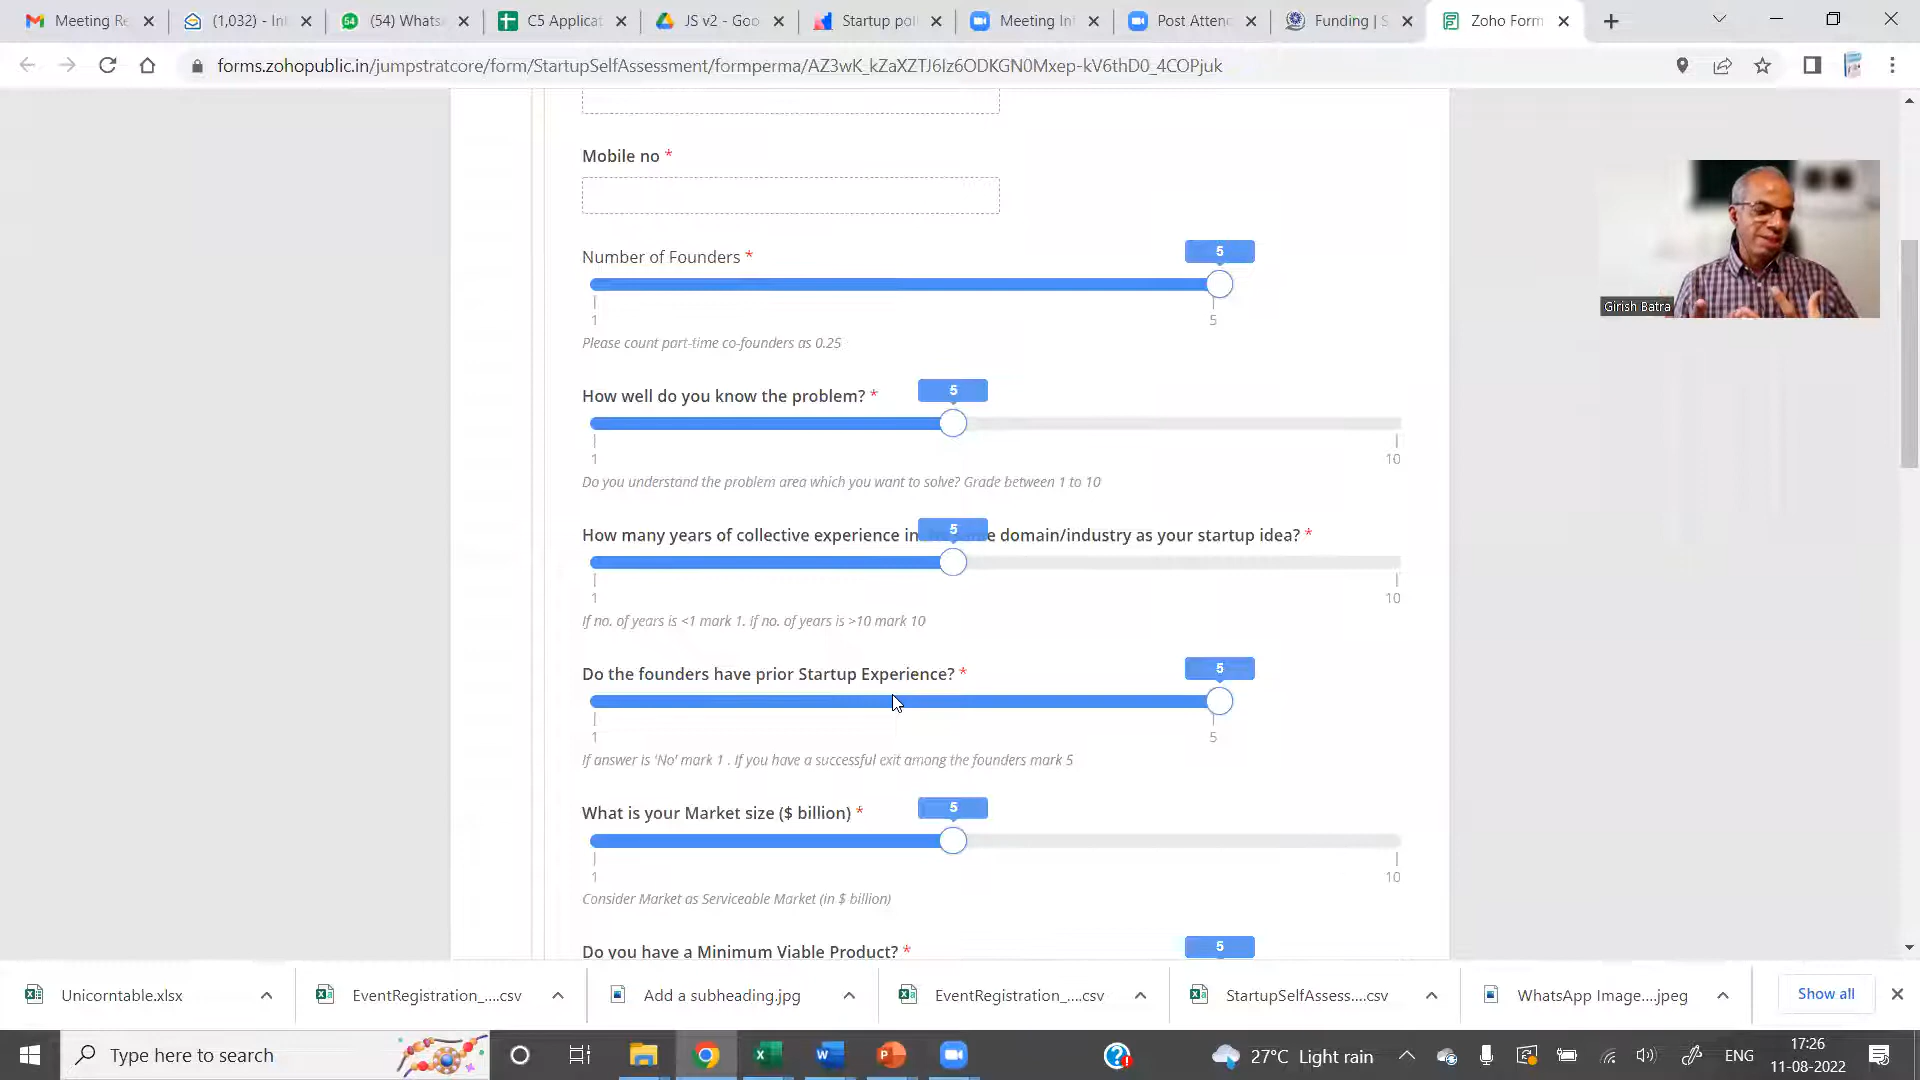 Meeting Re
(1,032) - In
(54) Whats
C5 Applicat
JS v2 - Goo
Startup pol
Meeting In
Post Attend
Funding | S
Zoho Form
forms.zohopublic.in/jumpstratcore/form/StartupSelfAssessment/formperma/AZ3wK_kZaXZTJ6Iz6ODKGN0Mxep-kV6thD0_4COPjuk
Mobile no *
Girish Batra
Number of Founders *
5
1
5
Please count part-time co-founders as 0.25
How well do you know the problem? *
5
1
10
Do you understand the problem area which you want to solve? Grade between 1 to 10
How many years of collective experience in domain/industry as your startup idea? *
5
1
10
If no. of years is <1 mark 1. if no. of years is >10 mark 10
Do the founders have prior Startup Experience? *
5
1
5
If answer is 'No' mark 1 . If you have a successful exit among the founders mark 5
What is your Market size ($ billion) *
5
1
10
Consider Market as Serviceable Market (in $ billion)
Do you have a Minimum Viable Product? *
5
Unicorntable.xlsx
EventRegistration_....csv
Add a subheading.jpg
EventRegistration_....csv
StartupSelfAssess....csv
WhatsApp Image....jpeg
Show all
Type here to search
27°C Light rain
ENG
17:26
11-08-2022